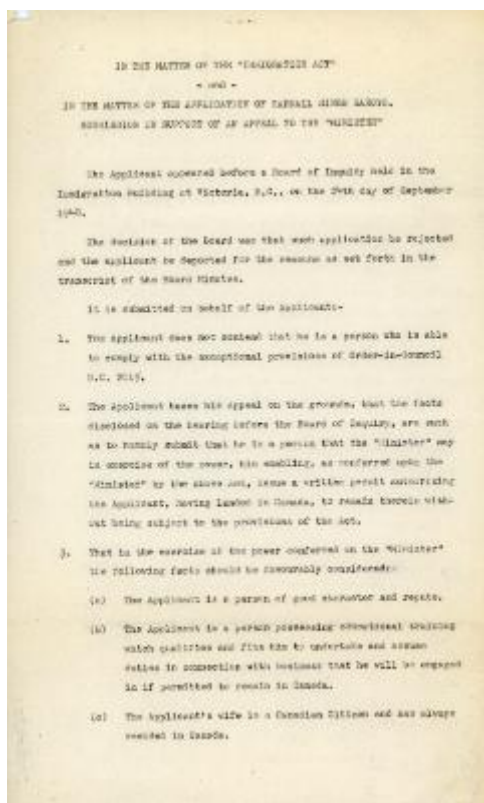 IN THE MATTER OF THE "IMMIGRATION ACT"
- and -
IN THE MATTER OF THE APPLICATION OF
SUBMISSION IN SUPPORT OF AN APPEAL TO THE "MINISTER"
The Applicant appeared before a Board of Inquiry held in the
Immigration Building at Victoria, B.C., on the day of September
The decision of the Board was that such application be rejected
and the applicant be deported for the reasons as set forth in the
transcript of the Board Minutes.
It is submitted on behalf of the Applicant:-
1. The Applicant does not contend that he is a person who is able
to comply with the exceptional provisions of Order-in-Council
P.C.
2. The Applicant bases his appeal on the grounds, that the facts
disclosed on the hearing before the Board of Inquiry, are such
as to humbly submit that he is a person that the "Minister" may
in exercise of the power, him enabling, as conferred upon the
"Minister" by the above Act, issue a written permit authorizing
the Applicant, having landed in Canada, to remain therein with-
out being subject to the provisions of the Act.
3. That in the exercise of the power conferred on the "Minister"
the following facts should be favourably considered:-
(a) The Applicant is a person of good character and repute.
(b) The Applicant is a person possessing educational training
which qualifies and fits him to undertake and assume
duties in connection with business that he will be engaged
in if permitted to remain in Canada.
(c) The Applicant's wife is a Canadian Citizen and has always
resided in Canada.